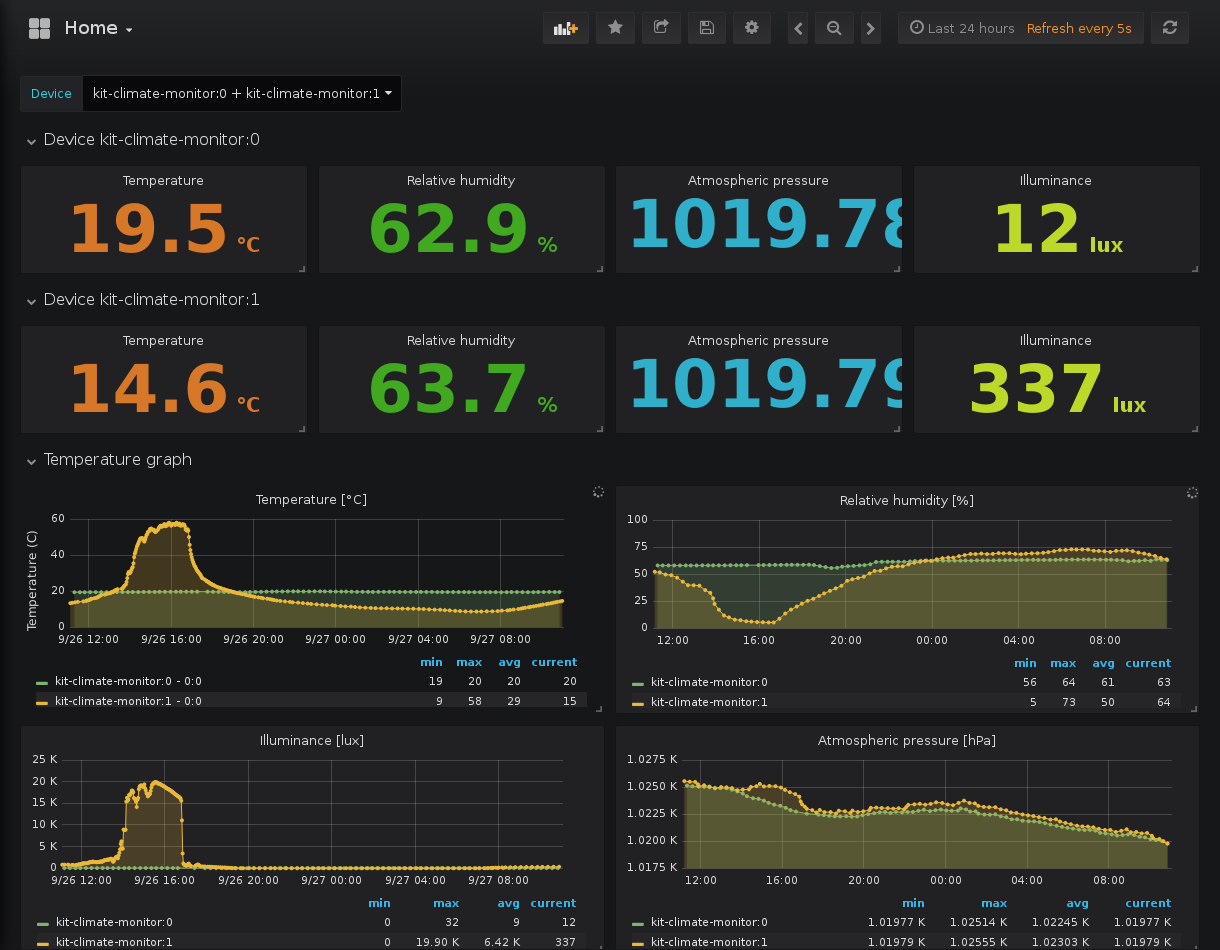 Home
Last 24 hours Refresh every 5s
Device kit-climate-monitor:0 + kit-climate-monitor:1
Device kit-climate-monitor:0
Temperature Relative humidity Atmospheric pressure Illuminance
19.5 °C 62.9 % 1019.78 12 lux
Device kit-climate-monitor:1
Temperature Relative humidity Atmospheric pressure Illuminance
14.6 °C 63.7 % 1019.79 337 lux
Temperature graph
Temperature [°C]
Temperature (C)
60
40
20
0
9/26 12:00 9/26 16:00 9/26 20:00 9/27 00:00 9/27 04:00 9/27 08:00
min max avg current
kit-climate-monitor:0 - 0:0 19 20 20 20
kit-climate-monitor:1 - 0:0 9 58 29 15
Relative humidity [%]
100
75
50
25
0
12:00 16:00 20:00 00:00 04:00 08:00
min max avg current
kit-climate-monitor:0 56 64 61 63
kit-climate-monitor:1 5 73 50 64
Illuminance [lux]
25 K
20 K
15 K
10 K
5 K
0
9/26 12:00 9/26 16:00 9/26 20:00 9/27 00:00 9/27 04:00 9/27 08:00
min max avg current
kit-climate-monitor:0 0 32 9 12
kit-climate-monitor:1 0 19.90 K 6.42 K 337
Atmospheric pressure [hPa]
1.0275 K
1.0250 K
1.0225 K
1.0200 K
1.0175 K
12:00 16:00 20:00 00:00 04:00 08:00
min max avg current
kit-climate-monitor:0 1.01977 K 1.02514 K 1.02245 K 1.01977 K
kit-climate-monitor:1 1.01979 K 1.02555 K 1.02303 K 1.01979 K